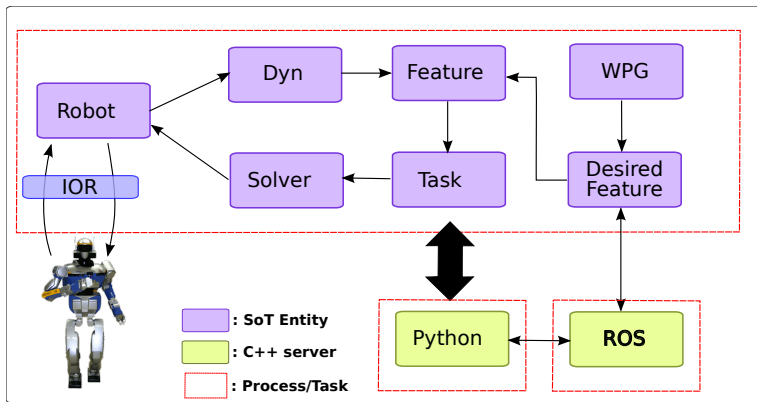 Dyn
Feature
WPG
Robot
IOR
Solver
Task
Desired
Feature
: SoT Entity
: C++ server
: Process/Task
Python
ROS